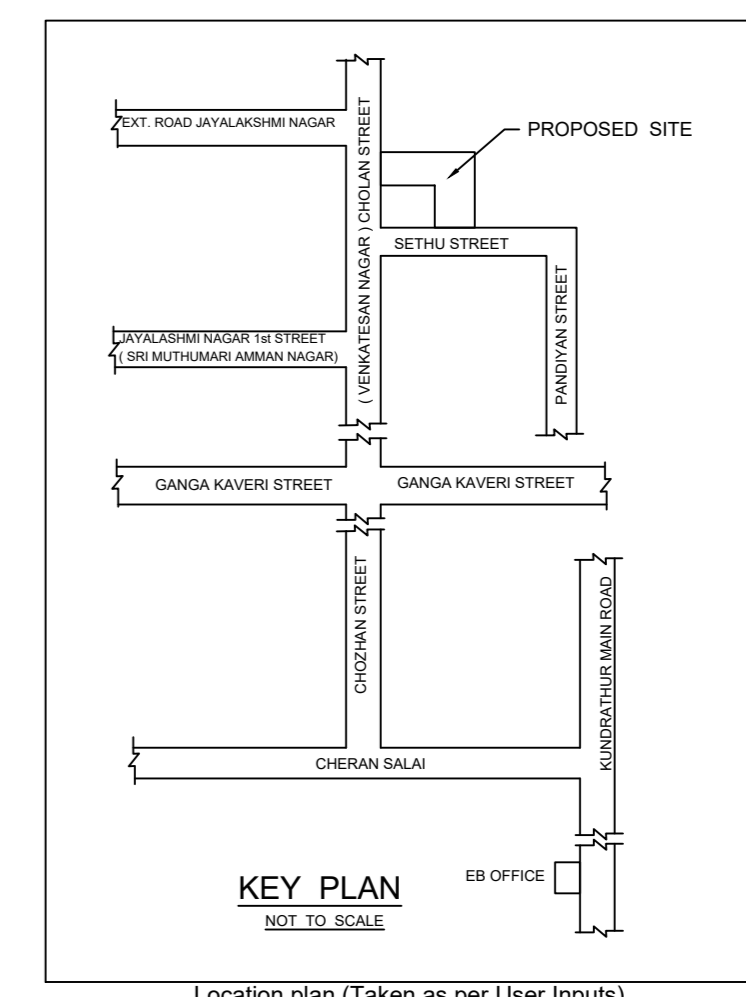 EXT. ROAD JAYALAKSHMI NAGAR
( VENKATESAN NAGAR ) CHOLAN STREET
PROPOSED SITE
SETHU STREET
PANDIYAN STREET
JAYALASHMI NAGAR 1st STREET
( SRI MUTHUMARI AMMAN NAGAR)
GANGA KAVERI STREET
GANGA KAVERI STREET
CHOZHAN STREET
KUNDRATHUR MAIN ROAD
CHERAN SALAI
EB OFFICE
KEY PLAN
NOT TO SCALE
Location plan (Taken as per User Inputs)